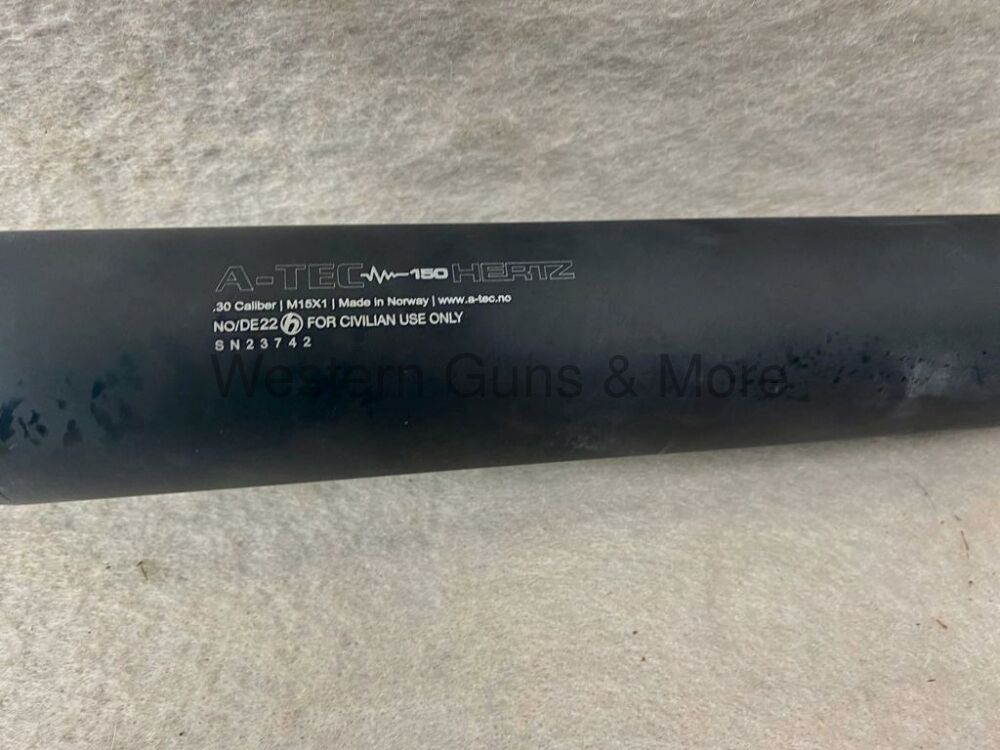 A-TEC 150 HERTZ
.30 Caliber | M15X1 | Made in Norway | www.a-tec.no
NO/DE22 FOR CIVILIAN USE ONLY
SN23742
Western Guns & More